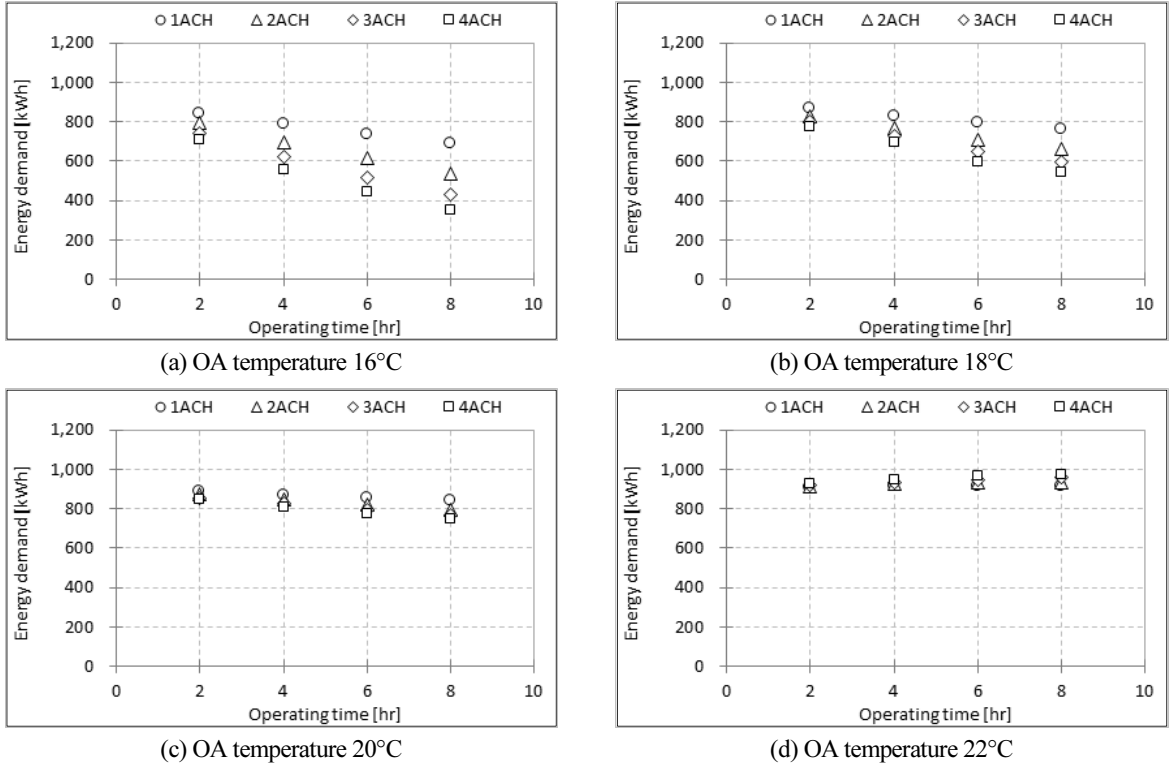 1ACH 2ACH 3ACH 4ACH
1,200
1,000
800
600
400
200
0
0 2 4 6 8 10
Energy demand [kWh]
Operating time [hr]
(a) OA temperature 16°C
1ACH 2ACH 3ACH 4ACH
1,200
1,000
800
600
400
200
0
0 2 4 6 8 10
Energy demand [kWh]
Operating time [hr]
(b) OA temperature 18°C
1ACH 2ACH 3ACH 4ACH
1,200
1,000
800
600
400
200
0
0 2 4 6 8 10
Energy demand [kWh]
Operating time [hr]
(c) OA temperature 20°C
1ACH 2ACH 3ACH 4ACH
1,200
1,000
800
600
400
200
0
0 2 4 6 8 10
Energy demand [kWh]
Operating time [hr]
(d) OA temperature 22°C